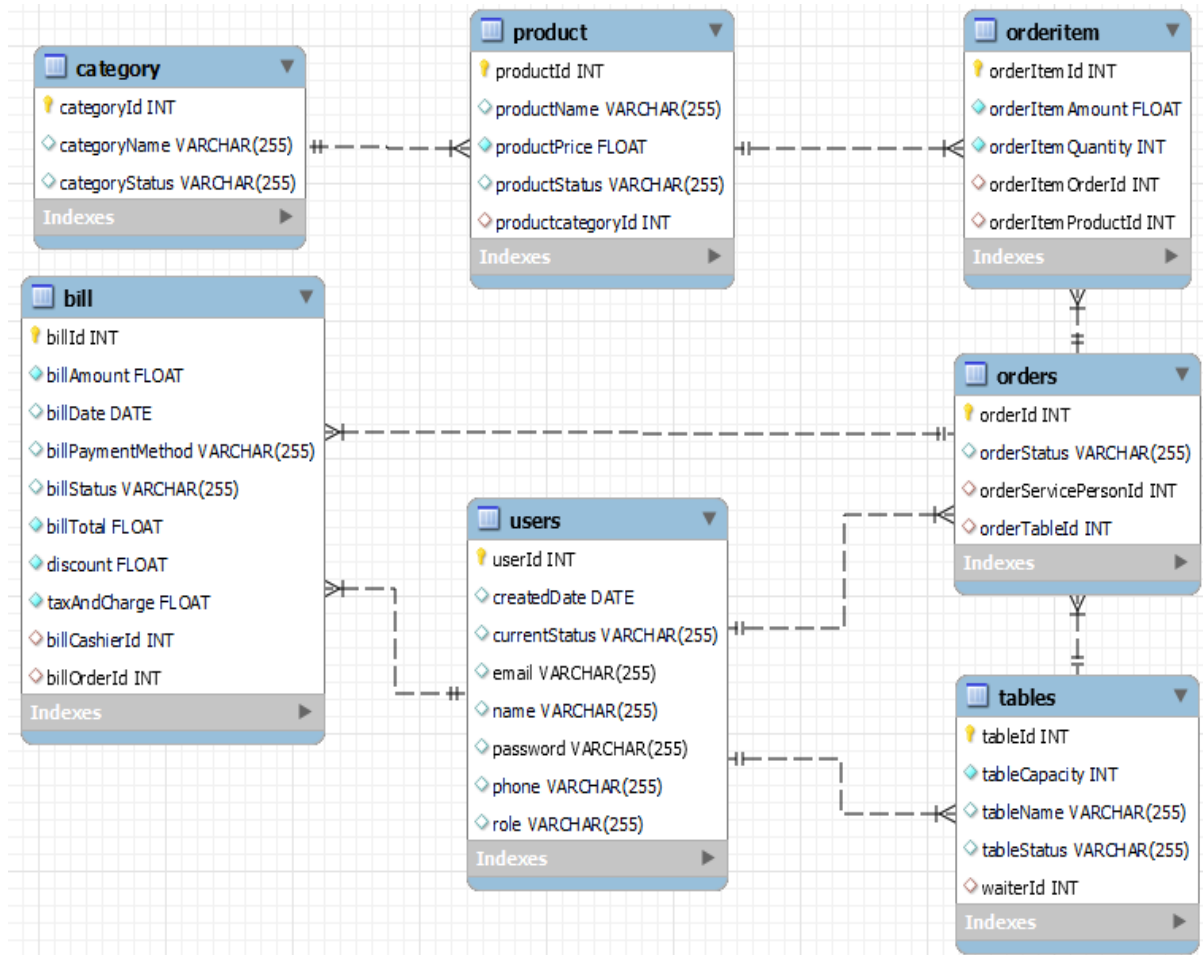 category
categoryId INT
categoryName VARCHAR(255)
categoryStatus VARCHAR(255)
Indexes
product
productId INT
productName VARCHAR(255)
productPrice FLOAT
productStatus VARCHAR(255)
productcategoryId INT
Indexes
orderitem
orderItemId INT
orderItemAmount FLOAT
orderItemQuantity INT
orderItemOrderId INT
orderItemProductId INT
Indexes
bill
billId INT
billAmount FLOAT
billDate DATE
billPaymentMethod VARCHAR(255)
billStatus VARCHAR(255)
billTotal FLOAT
discount FLOAT
taxAndCharge FLOAT
billCashierId INT
billOrderId INT
Indexes
users
userId INT
createdDate DATE
currentStatus VARCHAR(255)
email VARCHAR(255)
name VARCHAR(255)
password VARCHAR(255)
phone VARCHAR(255)
role VARCHAR(255)
Indexes
orders
orderId INT
orderStatus VARCHAR(255)
orderServicePersonId INT
orderTableId INT
Indexes
tables
tableId INT
tableCapacity INT
tableName VARCHAR(255)
tableStatus VARCHAR(255)
waiterId INT
Indexes